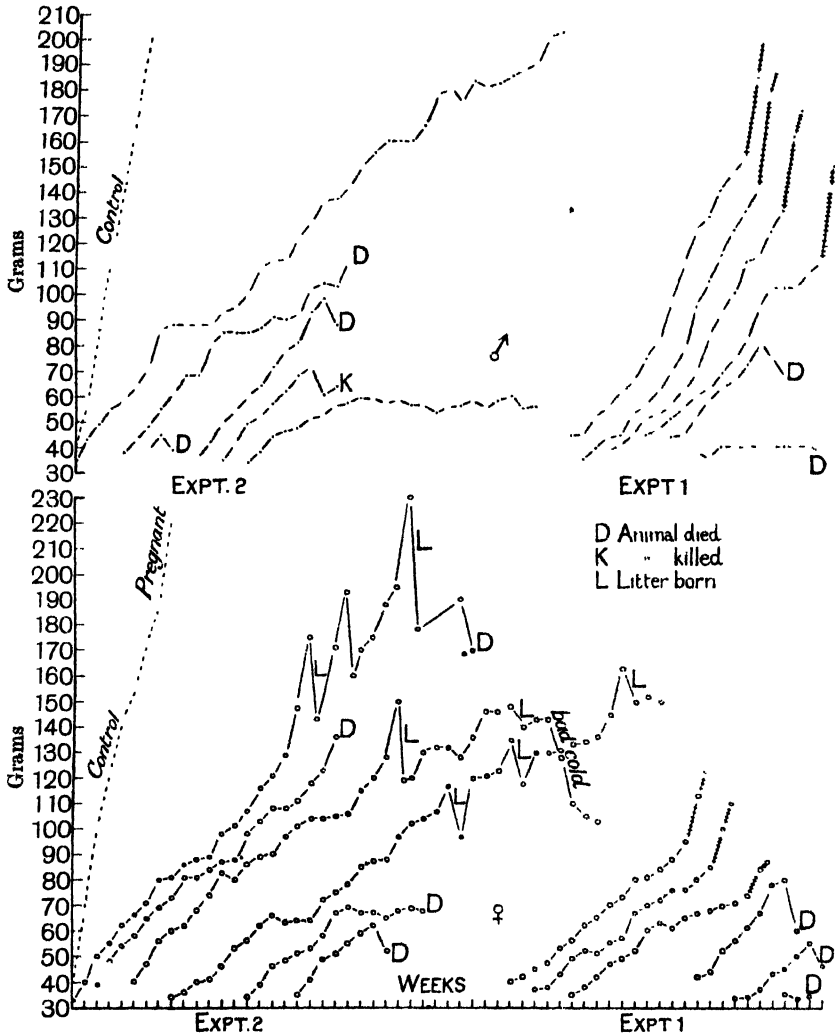 210
200
190
180
170
160
150
140
130
120
110
100
90
80
70
60
50
40
30
Grams
Control
D
D
K
D
♂
D
D
EXPT. 2
EXPT 1
230
220
210
200
190
180
170
160
150
140
130
120
110
100
90
80
70
60
50
40
30
Grams
Pregnant
Control
D Animal died
K " killed
L Litter born
L
L
D
D
L
L
L
L
L
bad cold
♀
D
D
D
D
D
WEEKS
EXPT. 2
EXPT 1